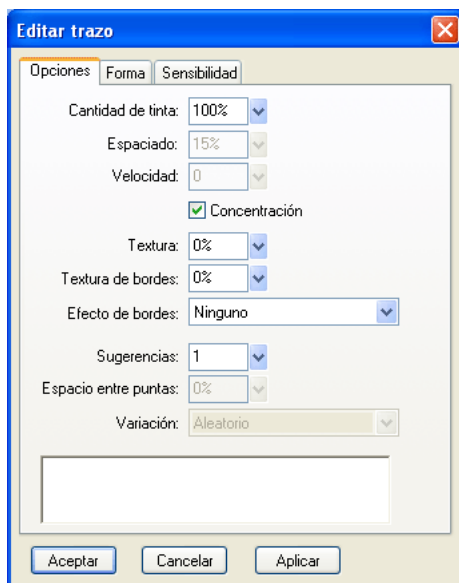 Editar trazo
Opciones Forma Sensibilidad
Cantidad de tinta: 100%
Espaciado: 15%
Velocidad: 0
Concentración
Textura: 0%
Textura de bordes: 0%
Efecto de bordes: Ninguno
Sugerencias: 1
Espacio entre puntas: 0%
Variación: Aleatorio
Aceptar Cancelar Aplicar